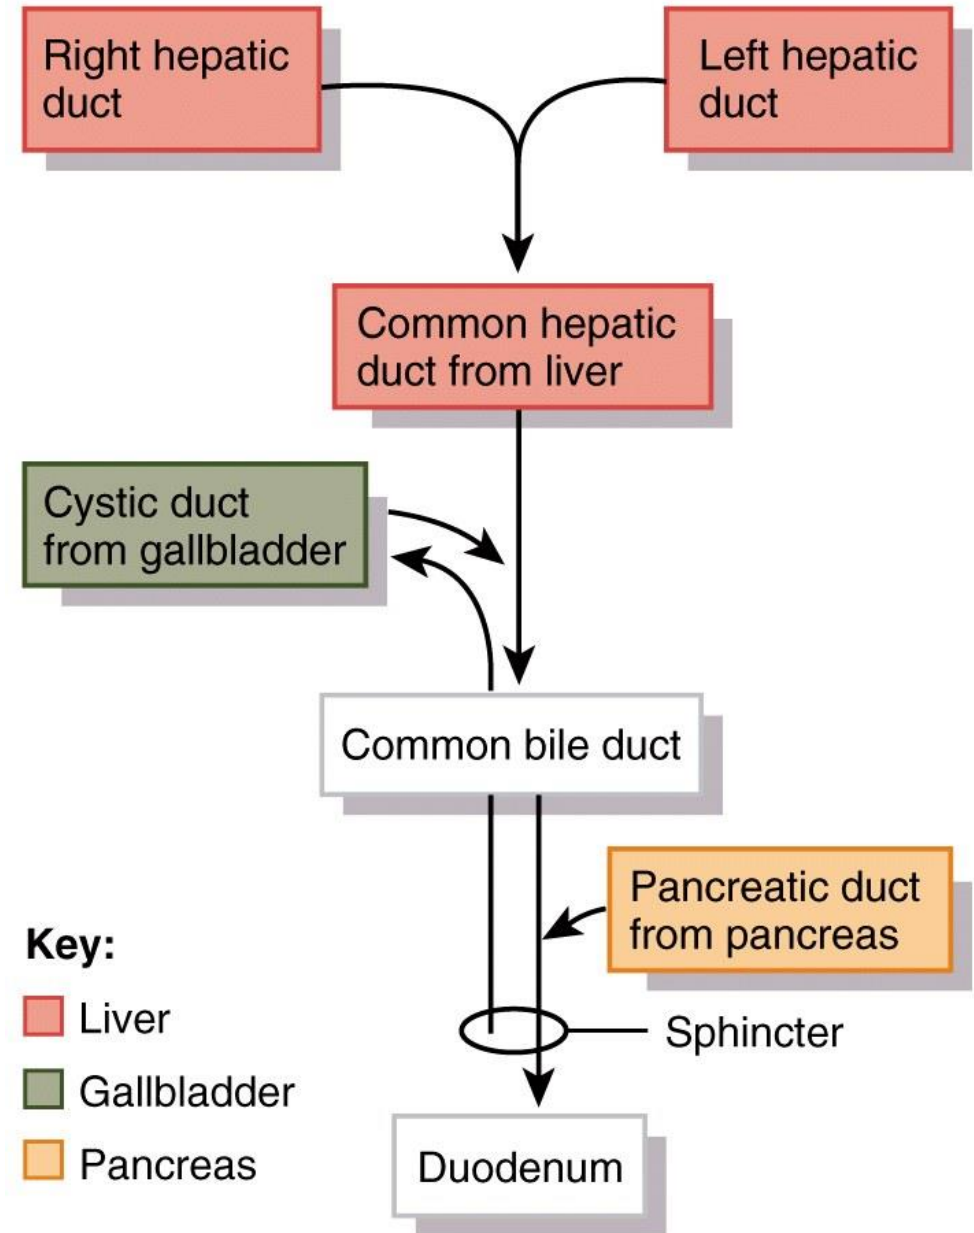 Right hepatic
duct
Left hepatic
duct
Common hepatic
duct from liver
Cystic duct
from gallbladder
Common bile duct
Pancreatic duct
from pancreas
Sphincter
Duodenum
Key:
Liver
Gallbladder
Pancreas